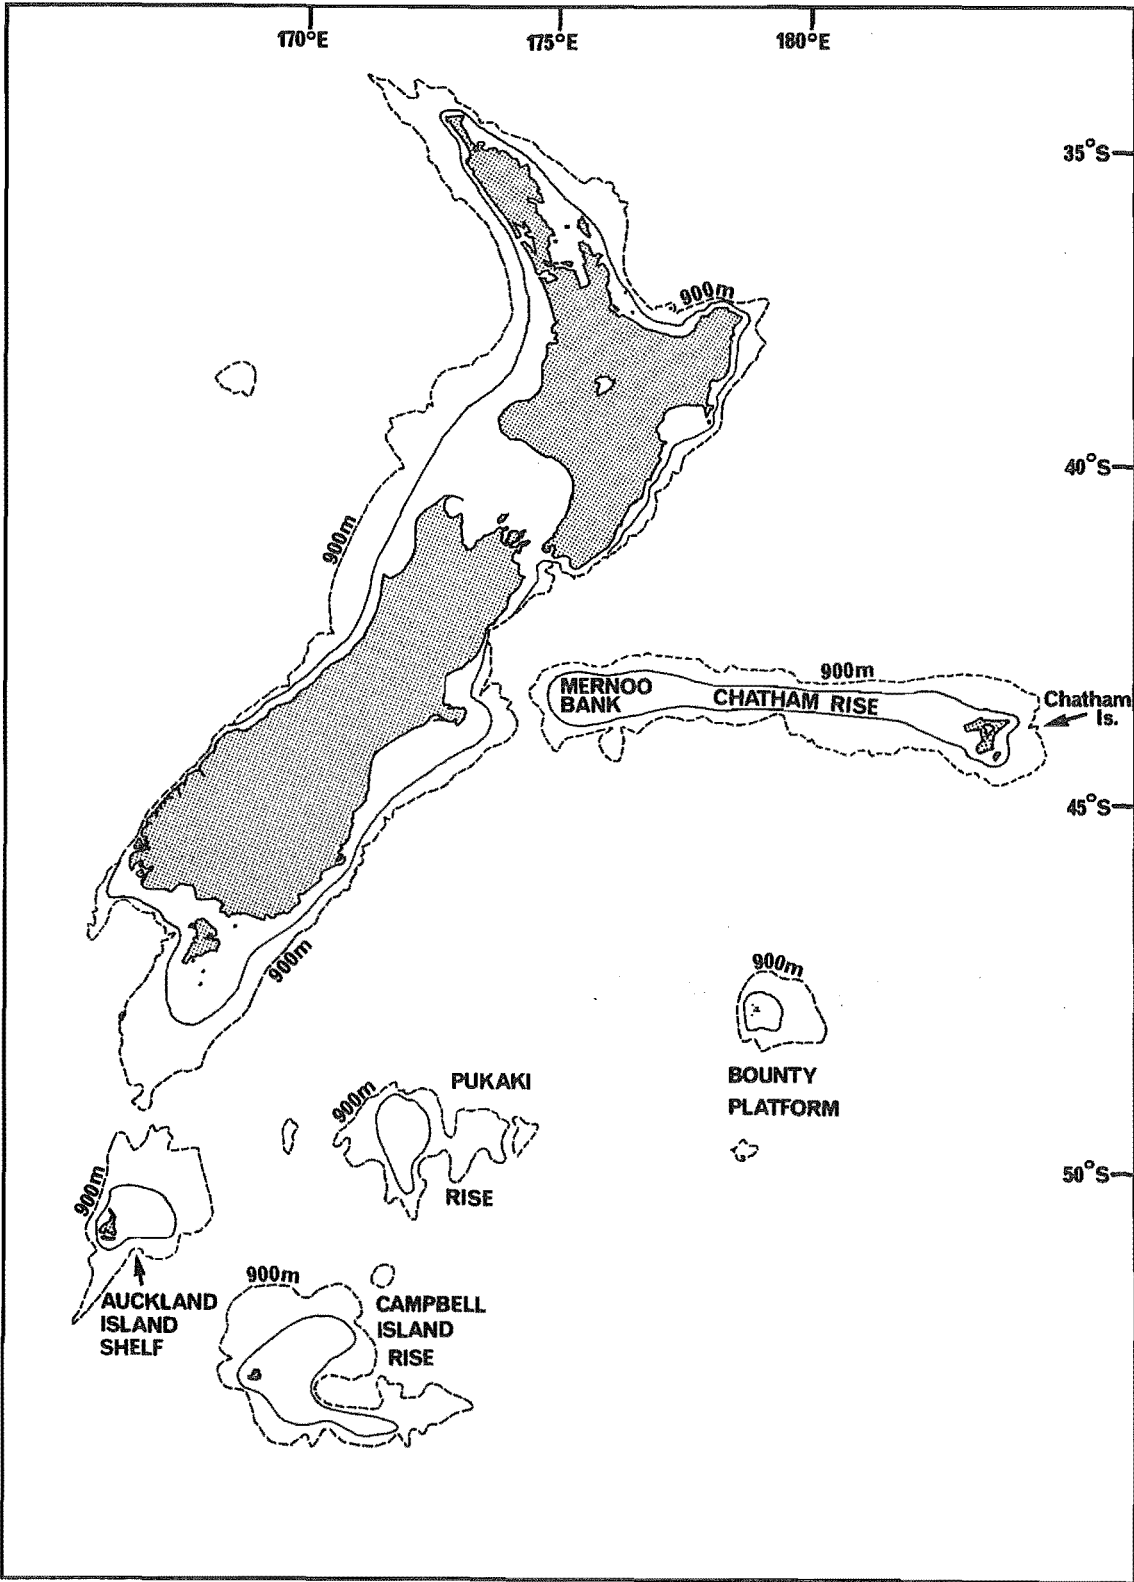 170°E
175°E
180°E
35°S
900m
40°S
900m
900m
MERNOO
BANK
CHATHAM RISE
Chatham
Is.
45°S
900m
900m
BOUNTY
PLATFORM
PUKAKI
900m
RISE
50°S
900m
AUCKLAND
ISLAND
SHELF
900m
CAMPBELL
ISLAND
RISE